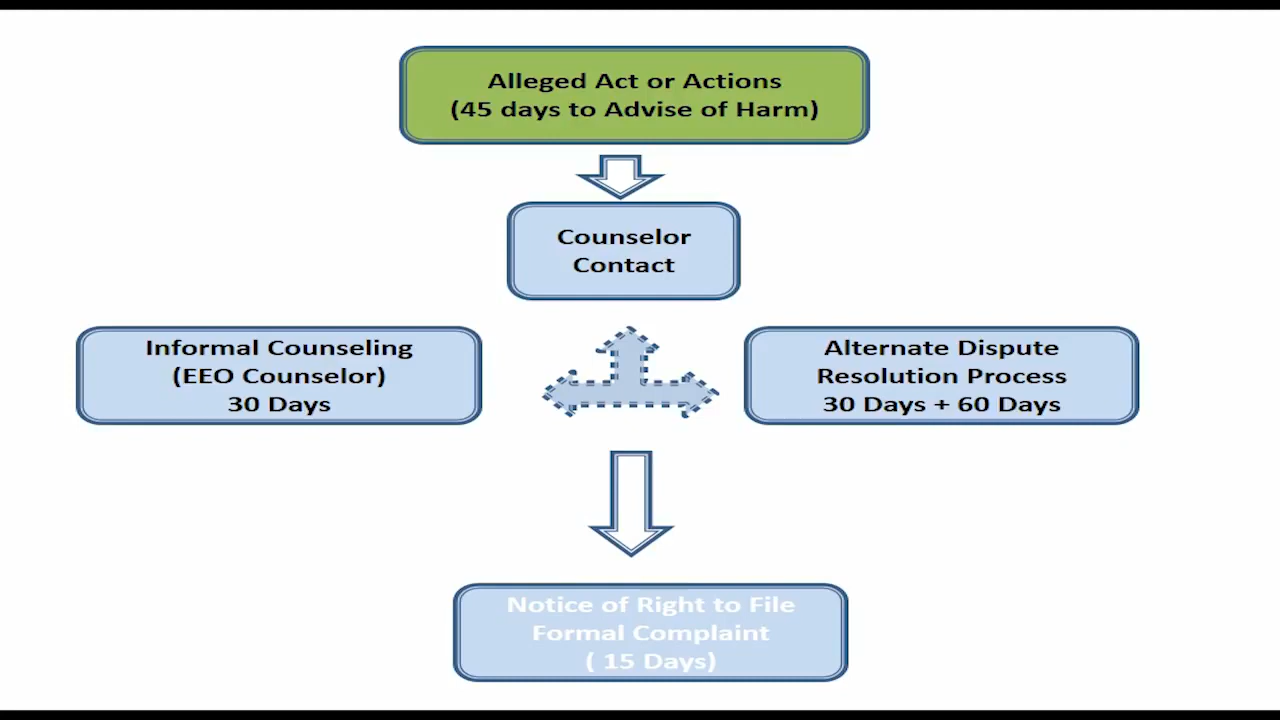 Alleged Act or Actions
(45 days to Advise of Harm)
Counselor
Contact
Informal Counseling
(EEO Counselor)
30 Days
Alternate Dispute
Resolution Process
30 Days + 60 Days
Notice of Right to File
Formal Complaint
( 15 Days)